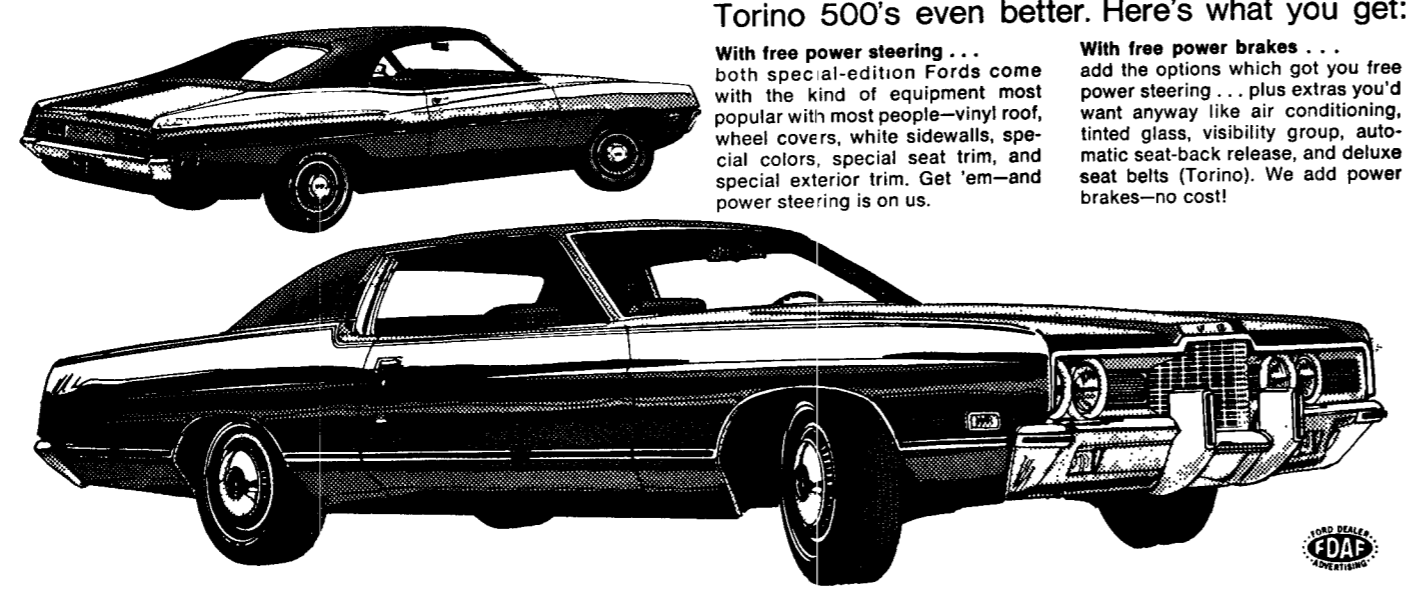 Torino 500's even better. Here's what you get:
With free power steering . . .
both special-edition Fords come
with the kind of equipment most
popular with most people—vinyl roof,
wheel covers, white sidewalls, spe-
cial colors, special seat trim, and
special exterior trim. Get 'em—and
power steering is on us.
With free power brakes . . .
add the options which got you free
power steering . . . plus extras you'd
want anyway like air conditioning,
tinted glass, visibility group, auto-
matic seat-back release, and deluxe
seat belts (Torino). We add power
brakes—no cost!
FORD DEALER
FDAF
ADVERTISING